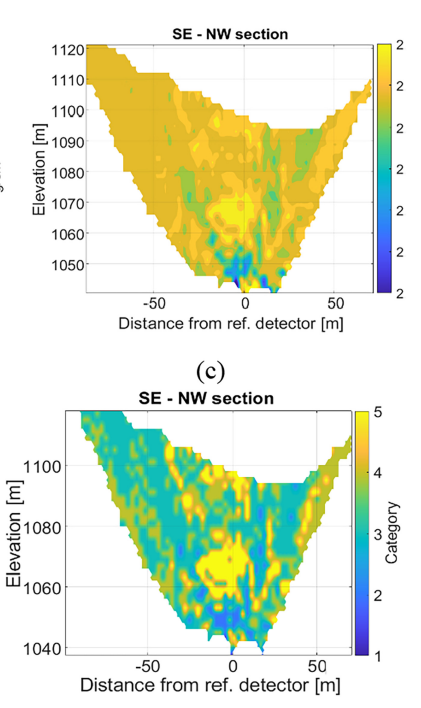 SE - NW section
1120
1110
1100
1090
1080
1070
1060
1050
Elevation [m]
-50 0 50
Distance from ref. detector [m]
2
2
2
2
2
2
2
(c)
SE - NW section
1100
1080
1060
1040
Elevation [m]
-50 0 50
Distance from ref. detector [m]
5
4
3
2
1
Category